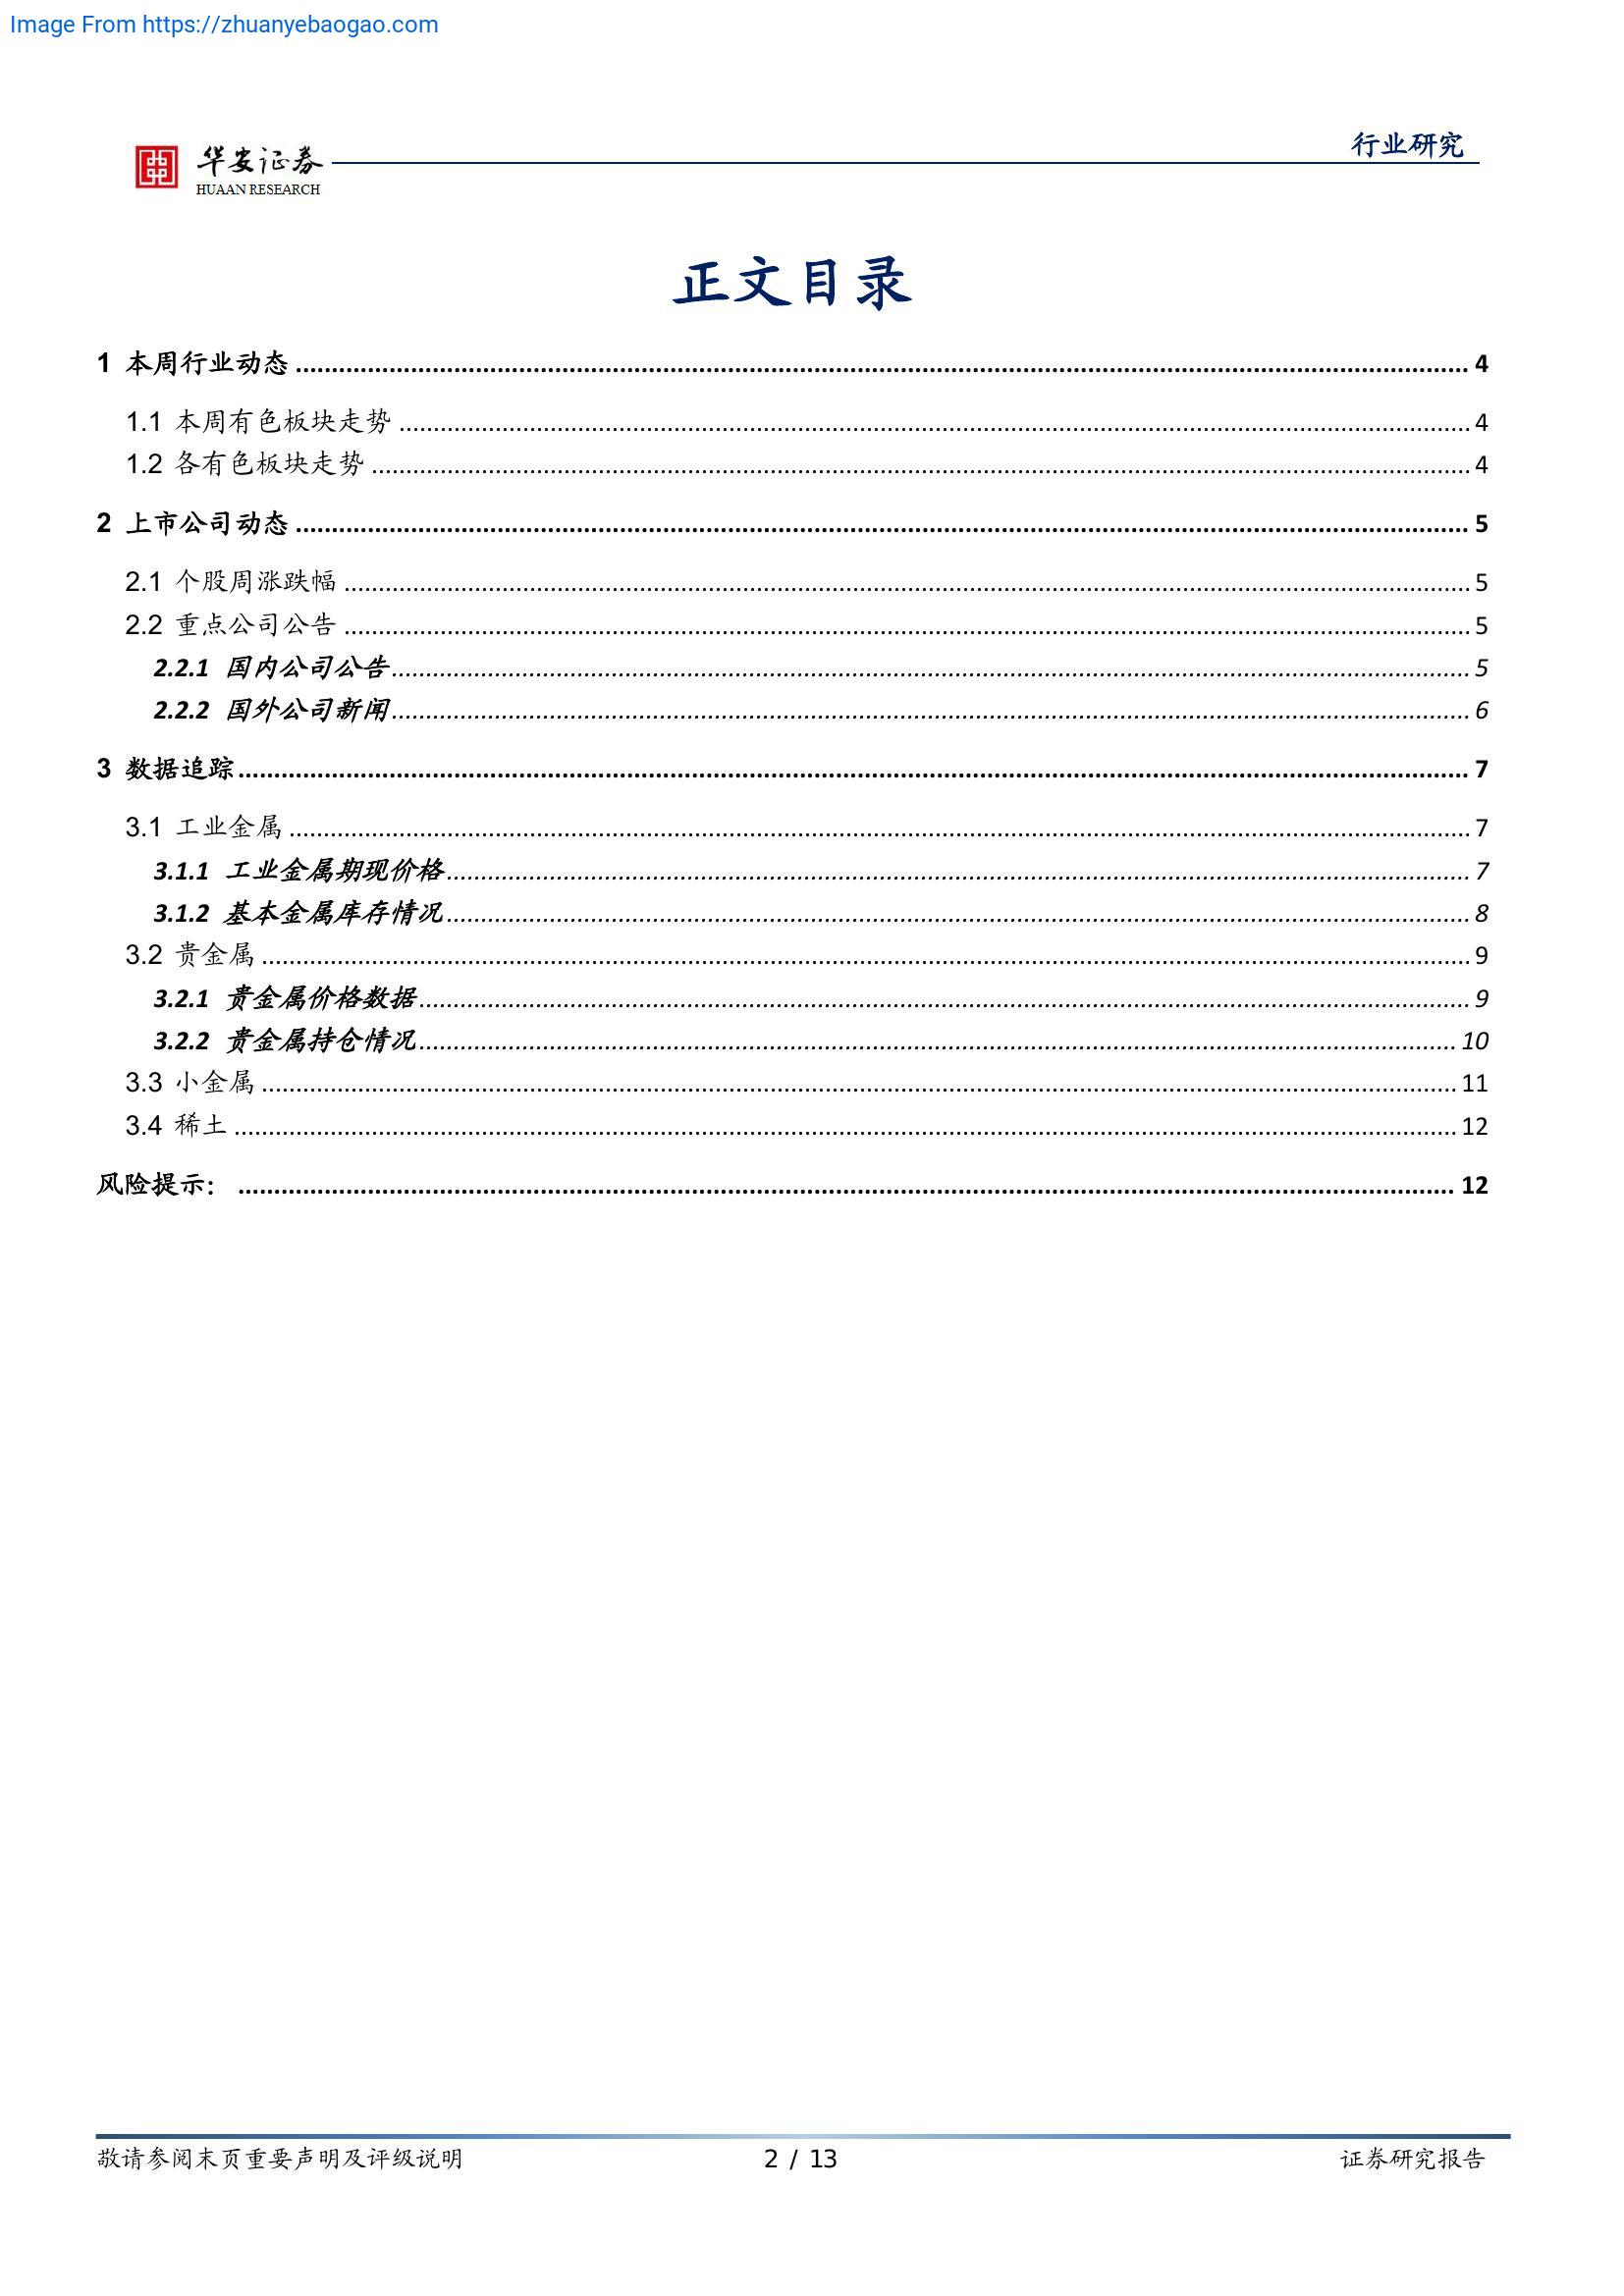 Image From https://zhuanyebaogao.com
华安证券
HUAAN RESEARCH
行业研究
正文目录
1 本周行业动态 ........ 4
1.1 本周有色板块走势 ........ 4
1.2 各有色板块走势 ........ 4
2 上市公司动态 ........ 5
2.1 个股周涨跌幅 ........ 5
2.2 重点公司公告 ........ 5
2.2.1 国内公司公告 ........ 5
2.2.2 国外公司新闻 ........ 6
3 数据追踪 ........ 7
3.1 工业金属 ........ 7
3.1.1 工业金属期现价格 ........ 7
3.1.2 基本金属库存情况 ........ 8
3.2 贵金属 ........ 9
3.2.1 贵金属价格数据 ........ 9
3.2.2 贵金属持仓情况 ........ 10
3.3 小金属 ........ 11
3.4 稀土 ........ 12
风险提示： ........ 12
敬请参阅末页重要声明及评级说明 2 / 13 证券研究报告